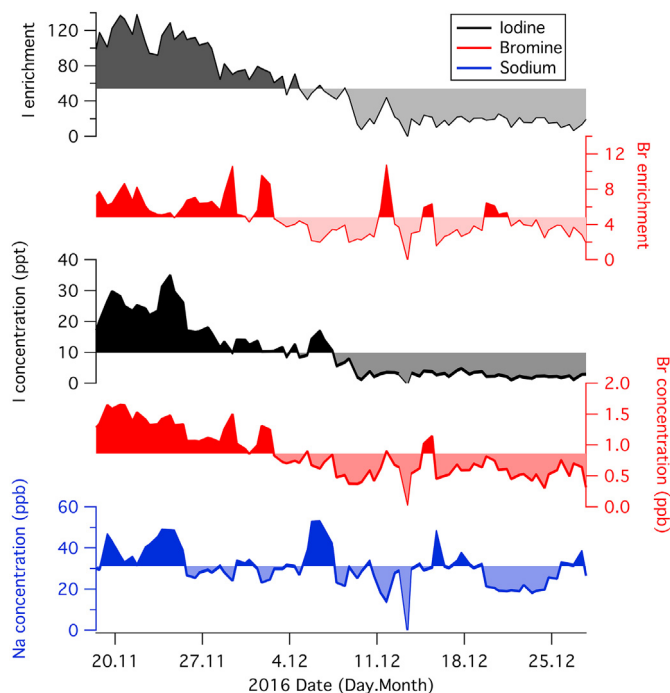 Iodine
Bromine
Sodium
I enrichment
120
80
40
0
Br enrichment
12
8
4
0
I concentration (ppt)
40
30
20
10
0
Br concentration
(ppb)
2.0
1.5
1.0
0.5
0.0
Na concentration (ppb)
60
40
20
0
20.11 27.11 4.12 11.12 18.12 25.12
2016 Date (Day.Month)